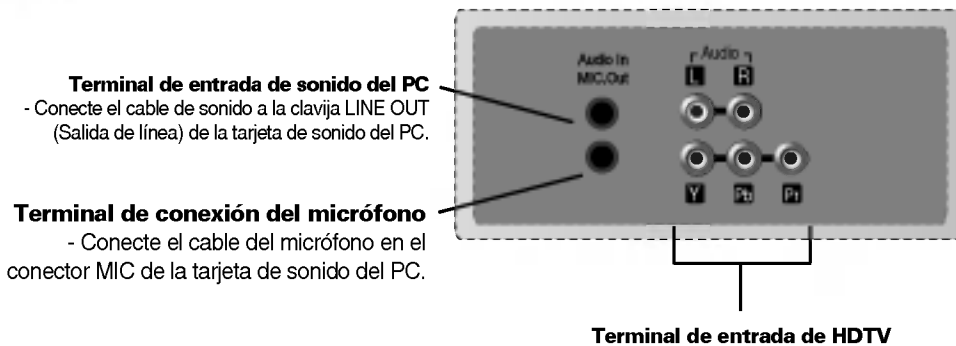 Terminal de entrada de sonido del PC
- Conecte el cable de sonido a la clavija LINE OUT
(Salida de línea) de la tarjeta de sonido del PC.
Terminal de conexión del micrófono
- Conecte el cable del micrófono en el
conector MIC de la tarjeta de sonido del PC.
Audio In
MIC.Out
Audio
L R
Y Pb Pr
Terminal de entrada de HDTV